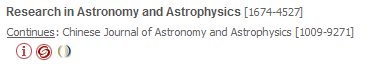 Research in Astronomy and Astrophysics [1674-4527]
Continues: Chinese Journal of Astronomy and Astrophysics [1009-9271]
i